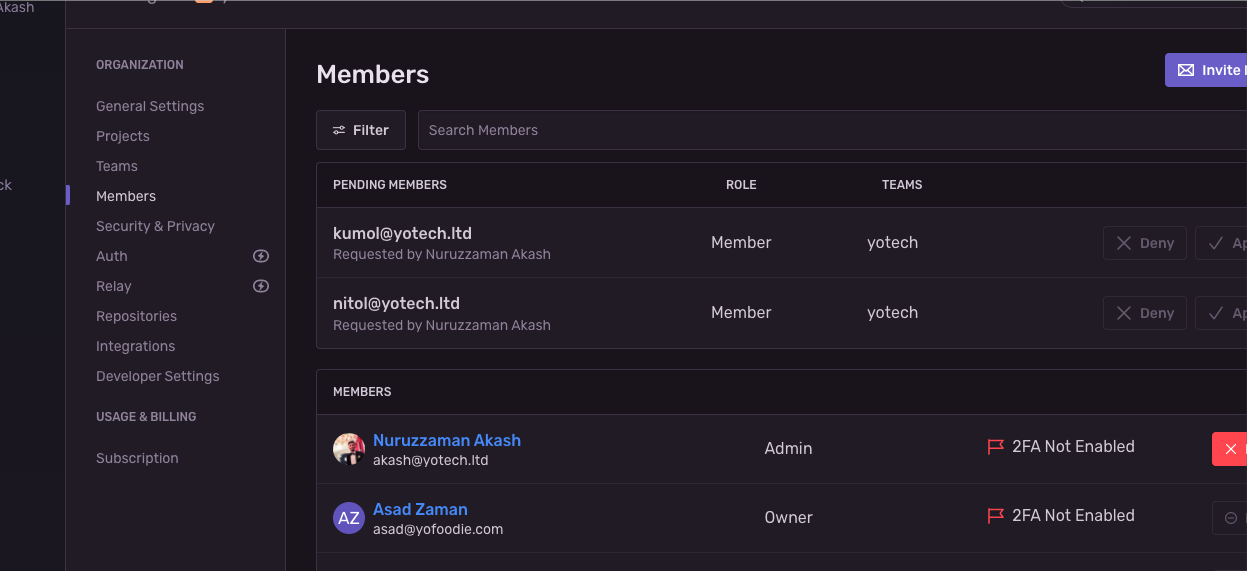 Akash
ORGANIZATION
General Settings
Projects
Teams
Members
Security & Privacy
Auth
Relay
Repositories
Integrations
Developer Settings
USAGE & BILLING
Subscription
ck
Members
Invite
Filter
Search Members
PENDING MEMBERS ROLE TEAMS
kumol@yotech.ltd
Requested by Nuruzzaman Akash
Member yotech Deny Ap
nitol@yotech.ltd
Requested by Nuruzzaman Akash
Member yotech Deny Ap
MEMBERS
Nuruzzaman Akash
akash@yotech.ltd
Admin 2FA Not Enabled
AZ
Asad Zaman
asad@yofoodie.com
Owner 2FA Not Enabled